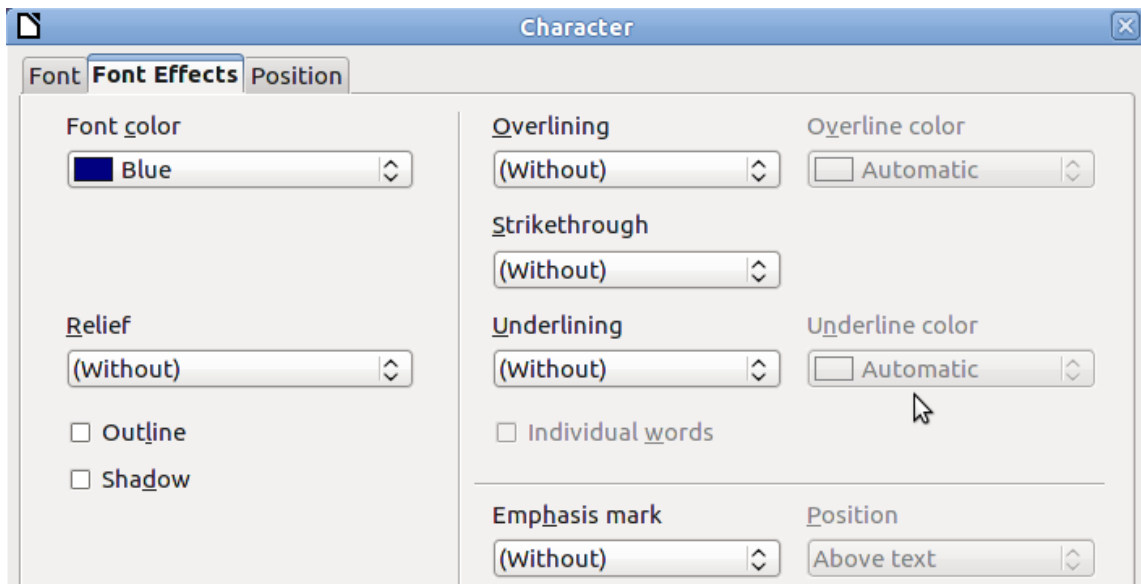 Character
Font Font Effects Position
Font color
Blue
Relief
(Without)
Outline
Shadow
Overlining Overline color
(Without) Automatic
Strikethrough
(Without)
Underlining Underline color
(Without) Automatic
Individual words
Emphasis mark Position
(Without) Above text